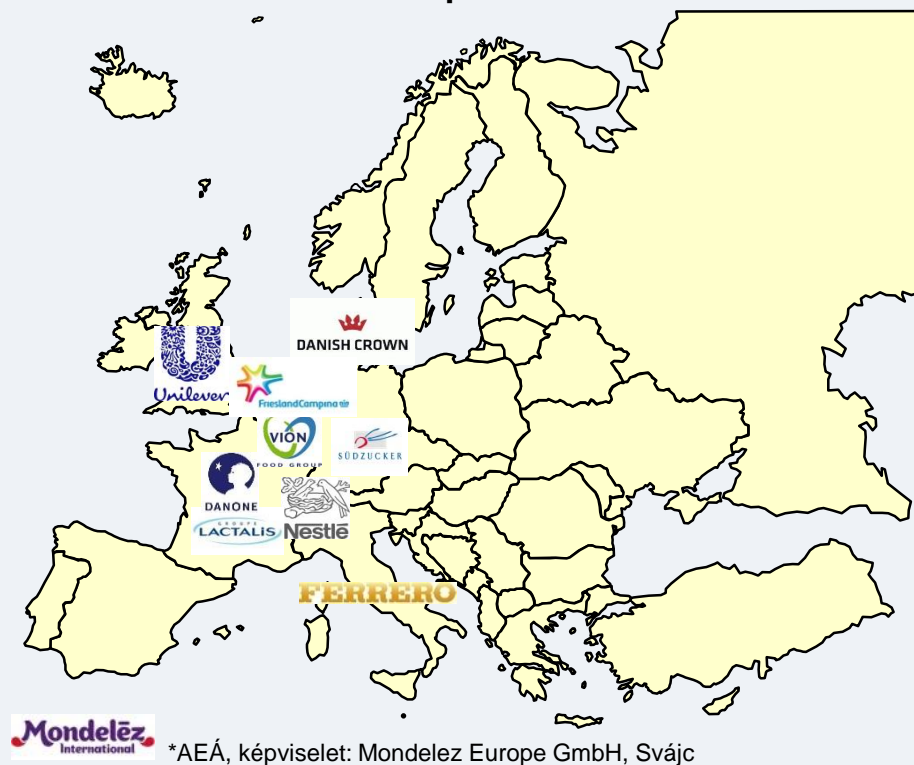 DANISH CROWN
Unilever
FrieslandCampina
VION
FOOD GROUP
SÜDZUCKER
DANONE
GROUPE
LACTALIS
Nestlé
FERRERO
Mondelēz
International
*AEÁ, képviselet: Mondelez Europe GmbH, Svájc